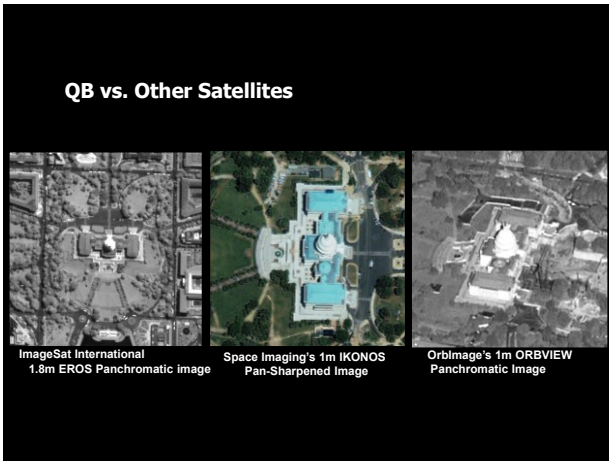 QB vs. Other Satellites
ImageSat International
1.8m EROS Panchromatic image
Space Imaging's 1m IKONOS
Pan-Sharpened Image
OrbImage's 1m ORBVIEW
Panchromatic Image